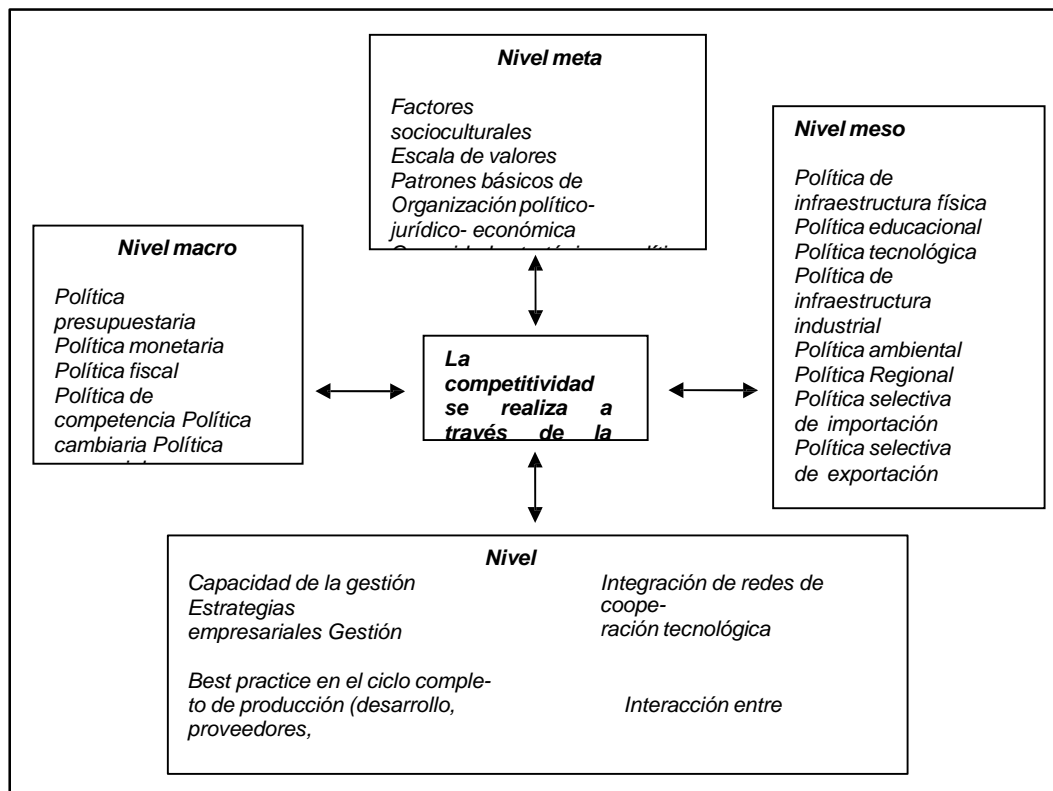 Nivel meta
Factores
socioculturales
Escala de valores
Patrones básicos de
Organización político-
jurídico- económica
Nivel macro
Política
presupuestaria
Política monetaria
Política fiscal
Política de
competencia Política
cambiaria Política
La
competitividad
se realiza a
través de la
Nivel meso
Política de
infraestructura física
Política educacional
Política tecnológica
Política de
infraestructura
industrial
Política ambiental
Política Regional
Política selectiva
de importación
Política selectiva
de exportación
Nivel
Capacidad de la gestión
Estrategias
empresariales Gestión
Best practice en el ciclo comple-
to de producción (desarrollo,
proveedores,
Integración de redes de
coope-
ración tecnológica
Interacción entre